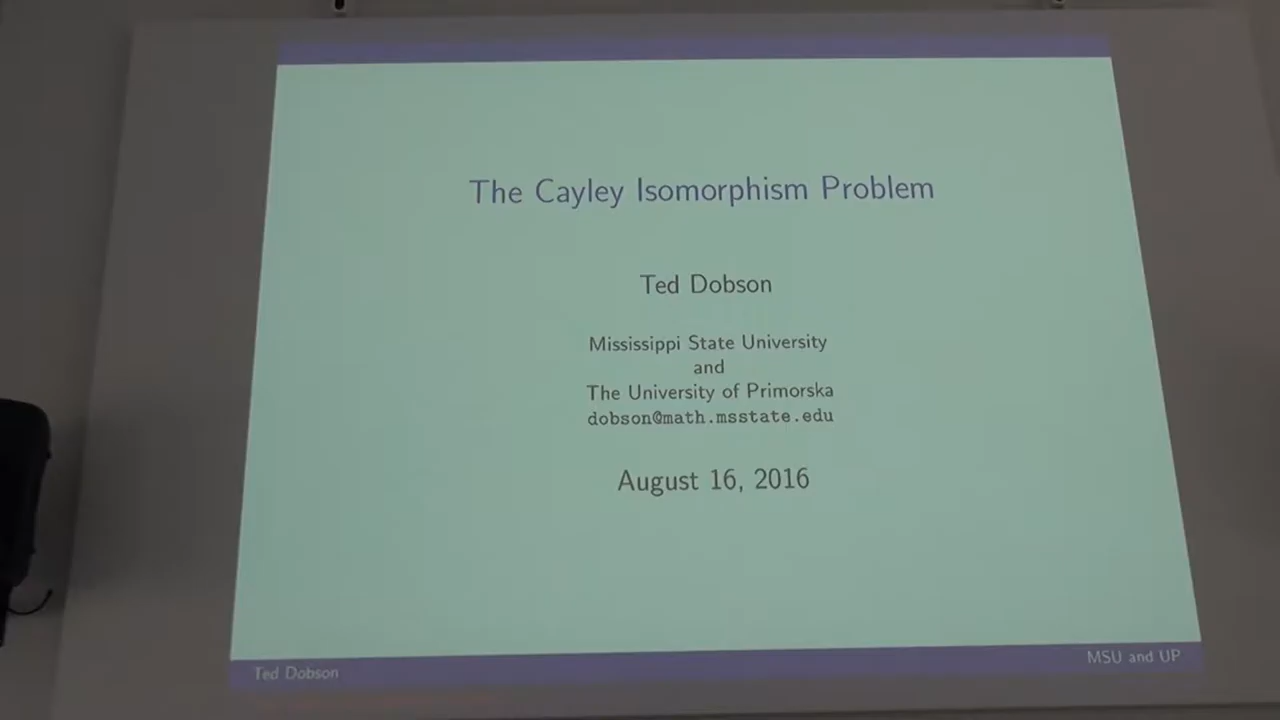 The Cayley Isomorphism Problem
Ted Dobson
Mississippi State University
and
The University of Primorska
dobson@math.msstate.edu
August 16, 2016
Ted Dobson
MSU and UP